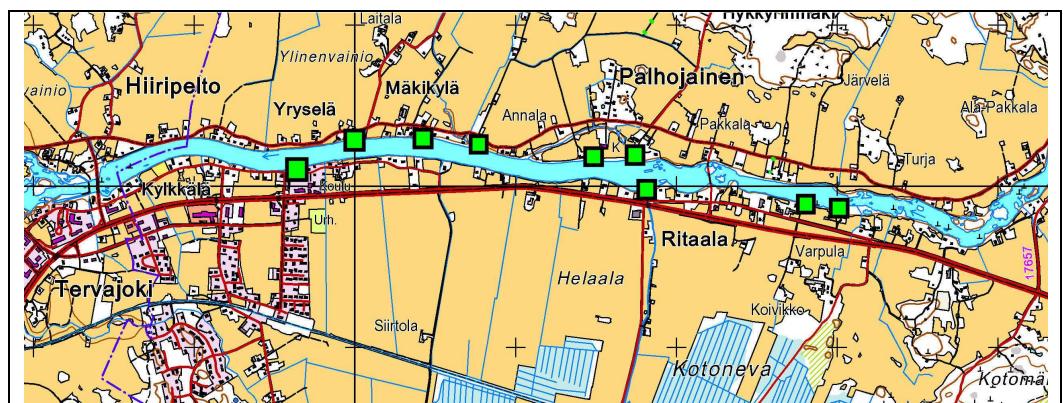 Laitala
Ylinenvainio
Hiiripelto
Mäkikylä
Palhojainen
Järvelä
vainio
Yryselä
Annala
Pakkala
Ala-Pakkala
K
Turja
Kylkkälä
Koulu
Urh.
Ritaala
Varpula
17657
Tervajoki
Helaala
Siirtola
Koivikko
Kotoneva